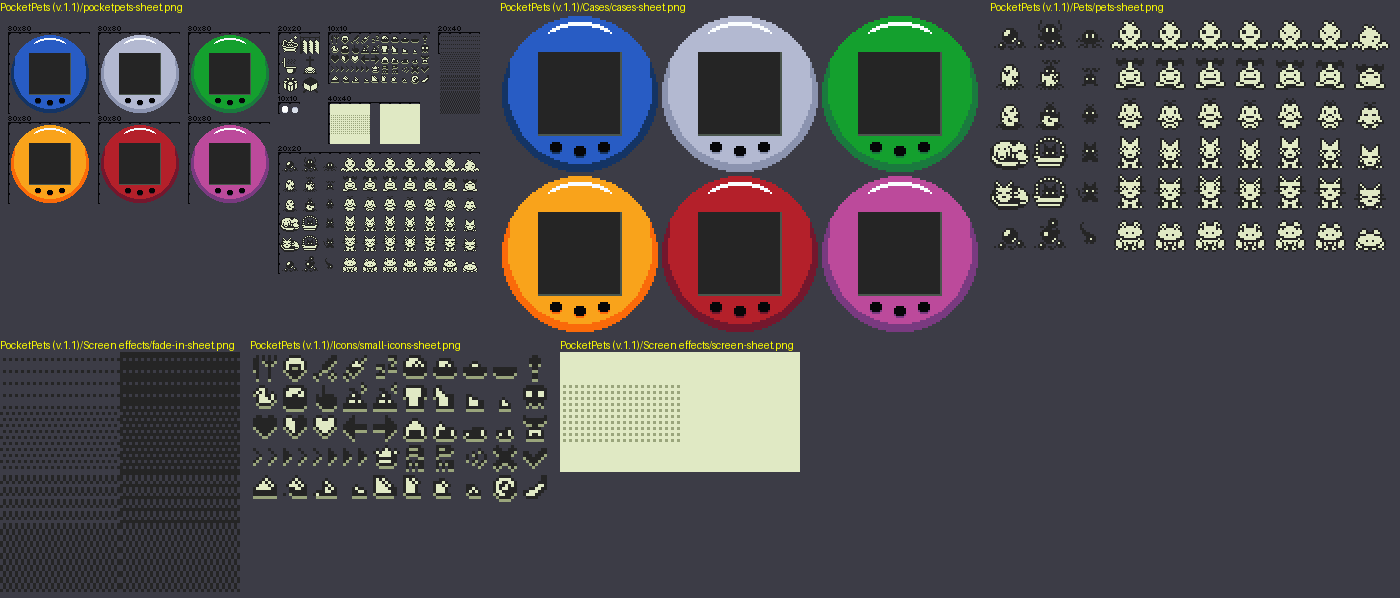 PocketPets (v.1.1)/pocketpets-sheet.png
PocketPets (v.1.1)/Cases/cases-sheet.png
PocketPets (v.1.1)/Pets/pets-sheet.png
80x80 80x80 80x80 20x20 10x10 20x40
10x10 40x40
80x80 80x80 80x80
20x20
PocketPets (v.1.1)/Screen effects/fade-in-sheet.png
PocketPets (v.1.1)/Icons/small-icons-sheet.png
PocketPets (v.1.1)/Screen effects/screen-sheet.png